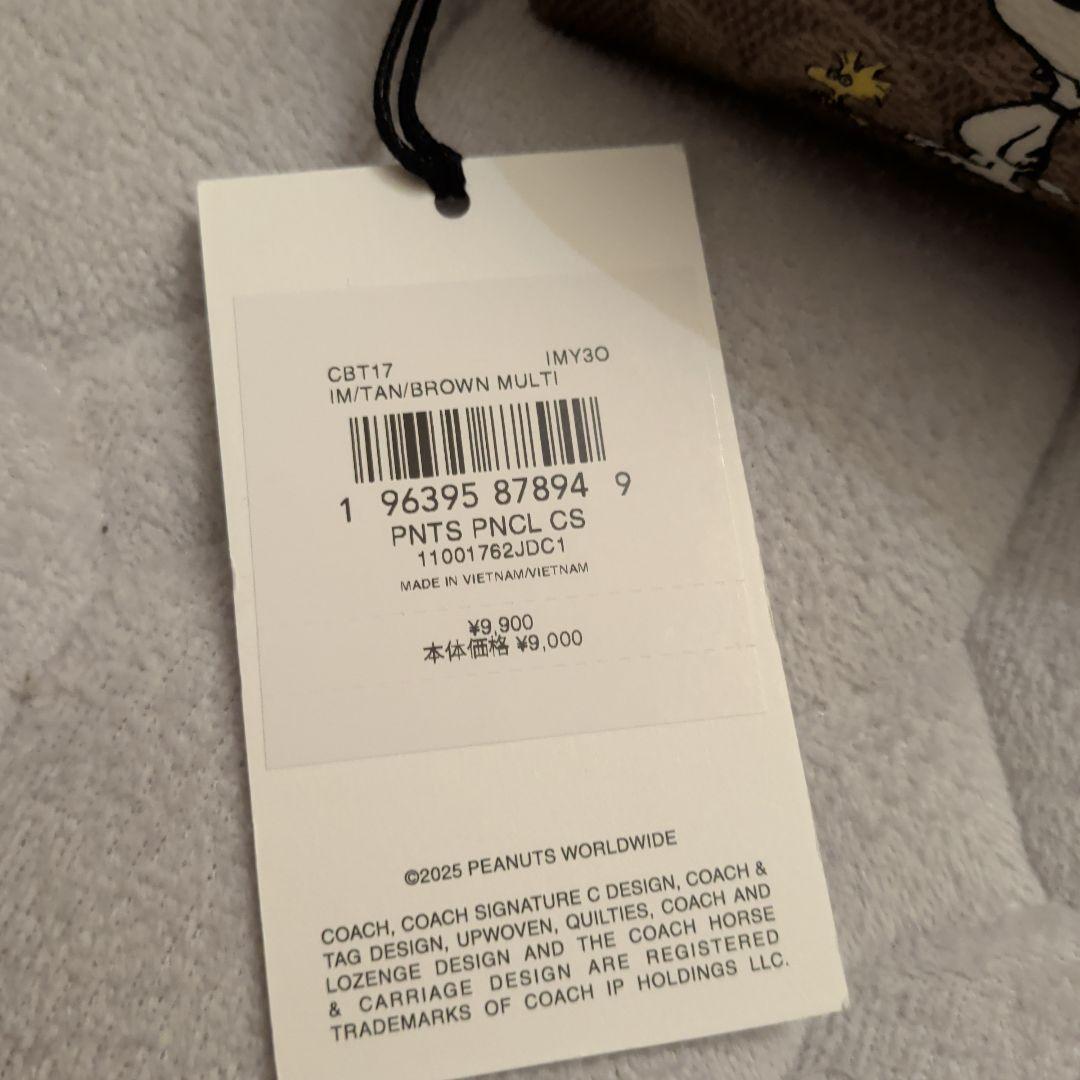 CBT17 IMY3O
IM/TAN/BROWN MULTI
1 96395 87894 9
PNTS PNCL CS
11001762JDC1
MADE IN VIETNAM/VIETNAM
¥9,900
本体価格 ¥9,000
©2025 PEANUTS WORLDWIDE
COACH, COACH SIGNATURE C DESIGN, COACH &
TAG DESIGN, UPWOVEN, QUILTIES, COACH AND
LOZENGE DESIGN AND THE COACH HORSE
& CARRIAGE DESIGN ARE REGISTERED
TRADEMARKS OF COACH IP HOLDINGS LLC.